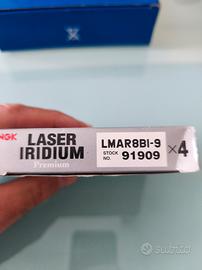 NGK
LASER
IRIDIUM
Premium
LMAR8BI-9
STOCK
NO. 91909
×4
subito